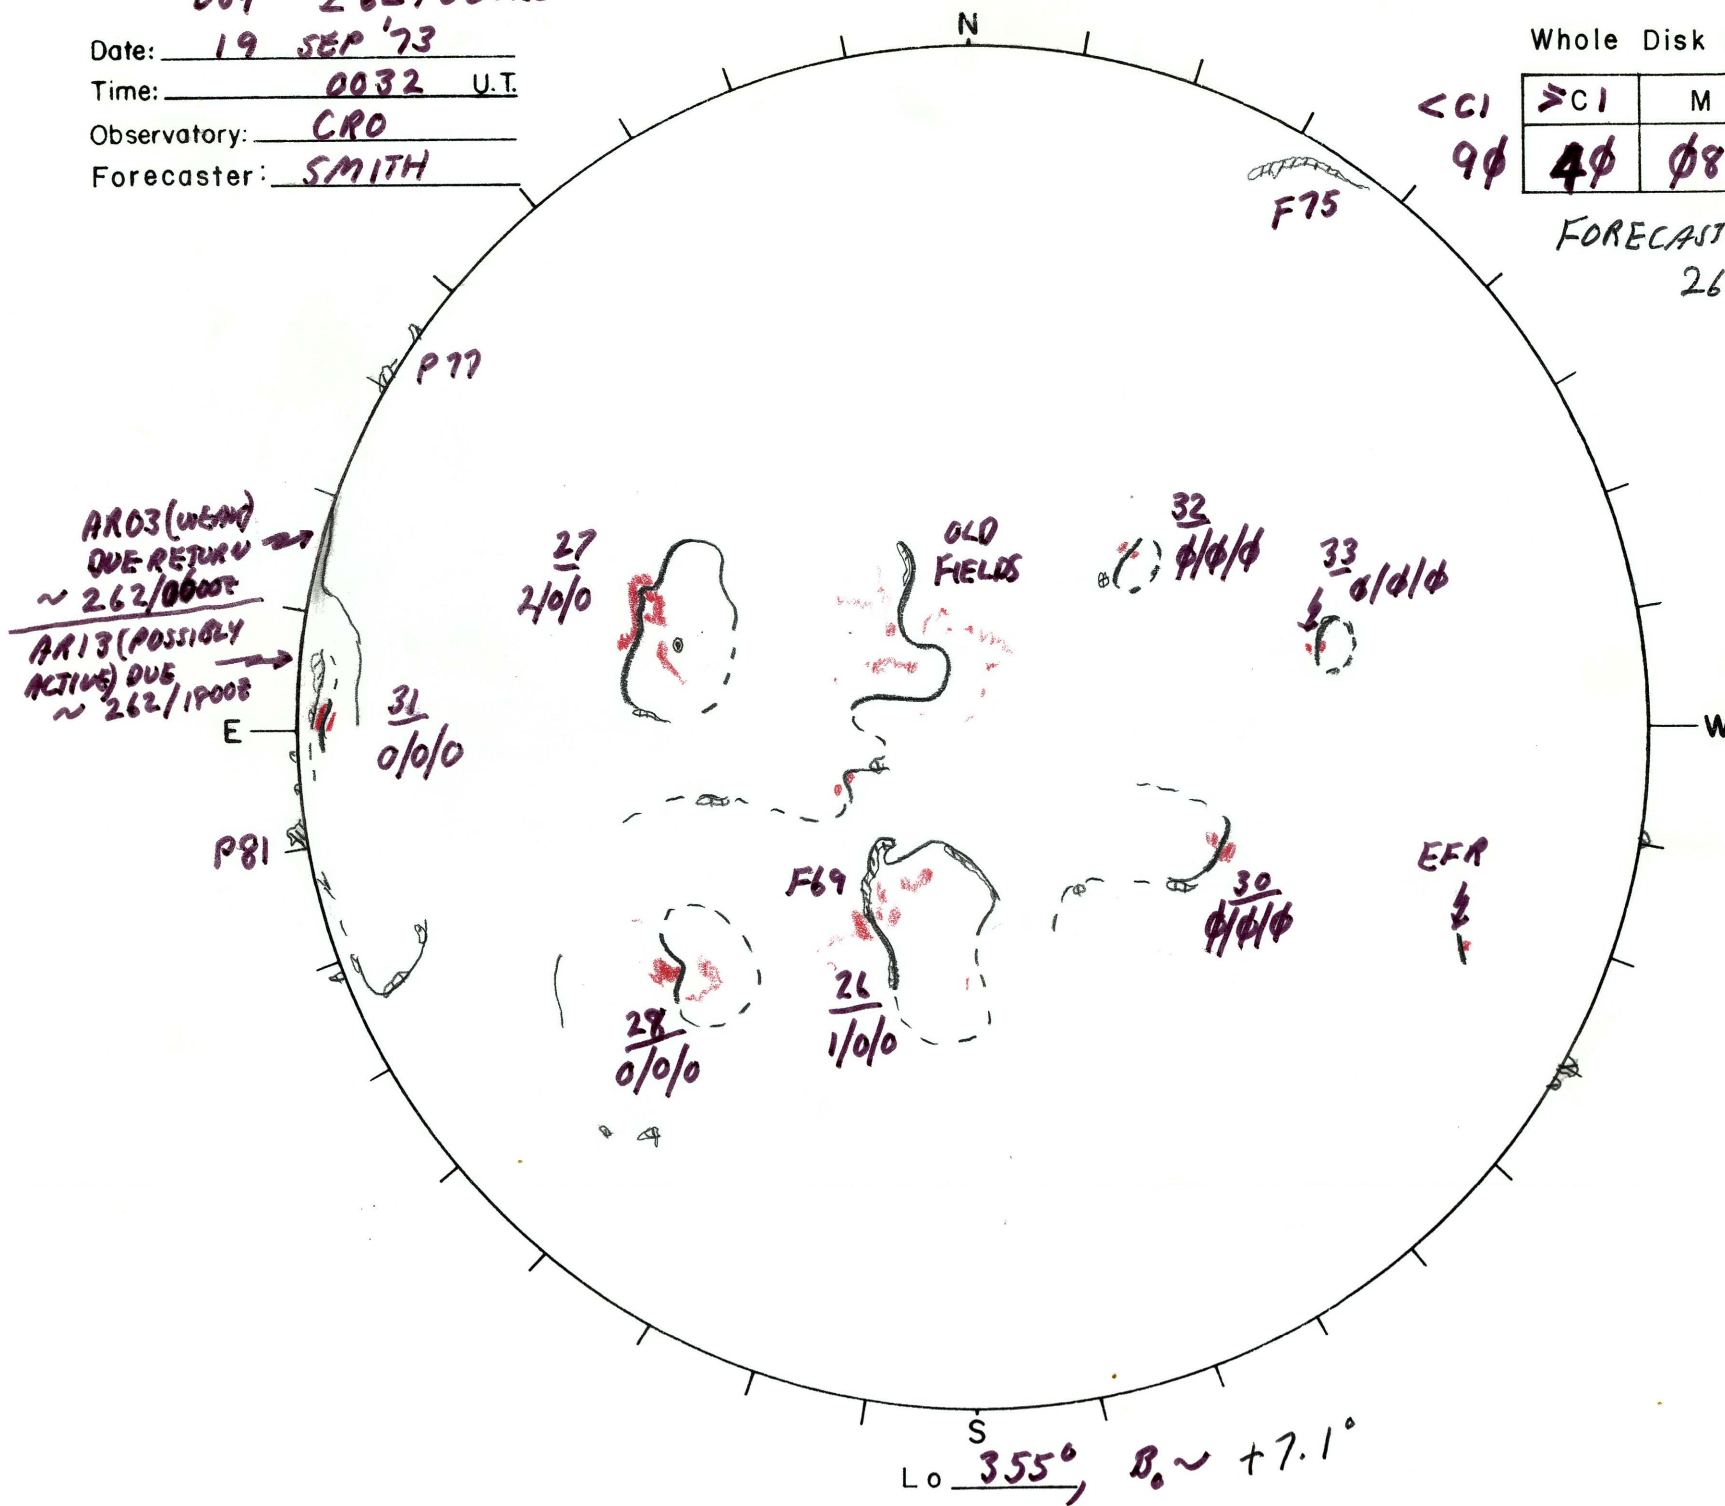 Date: 19 SEP '73
Time: 0032 U.T.
Observatory: CRO
Forecaster: SMITH
N
Whole Disk
<C1 ≥C1 M
9φ 4φ φ8
FORECAST
26
F75
P77
AR03 (WEAK)
DUE RETURN
~ 262/0000Z
AR13 (POSSIBLY
ACTIVE) DUE
~ 262/1800Z
27
2/0/0
OLD
FIELDS
32
φ/φ/φ
33
φ/φ/φ
31
0/0/0
E
W
P81
F69
30
φ/φ/φ
EFR
28
0/0/0
26
1/0/0
S
Lo 355°, B₀ ~ +7.1°